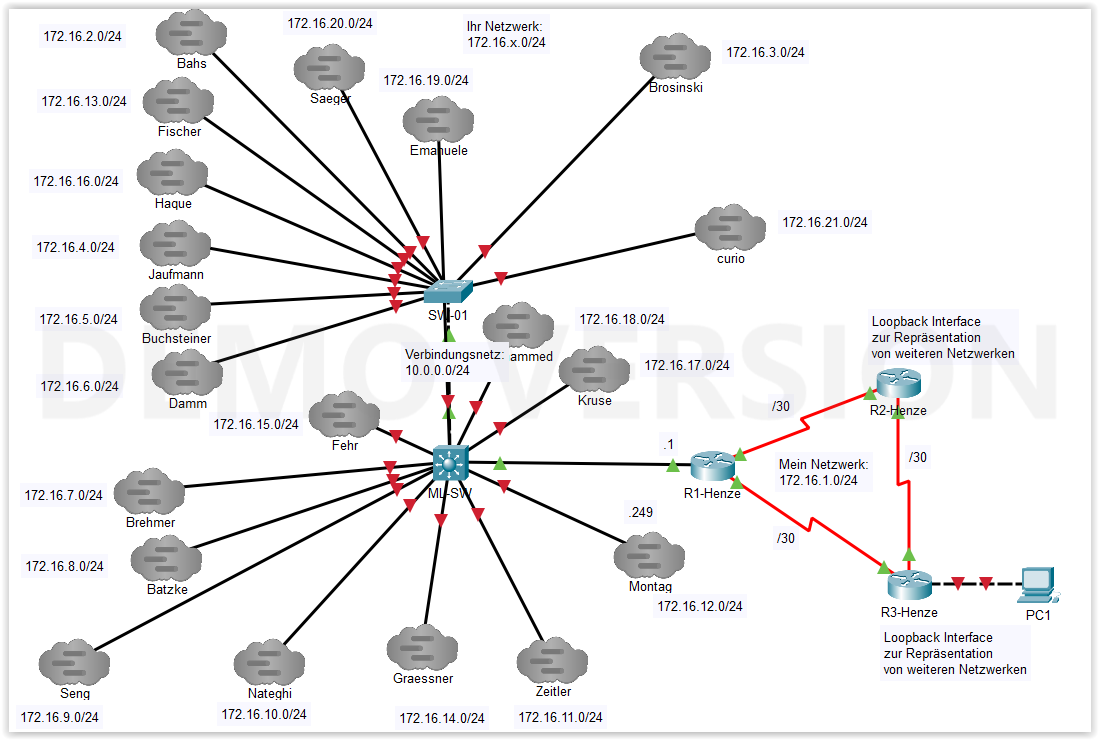 172.16.20.0/24
Ihr Netzwerk:
172.16.x.0/24
172.16.2.0/24
Bahs
172.16.3.0/24
Brosinski
172.16.19.0/24
Saeger
172.16.13.0/24
Fischer
Emanuele
172.16.16.0/24
Haque
172.16.21.0/24
curio
172.16.4.0/24
Jaufmann
172.16.5.0/24
Buchsteiner
SW-01
172.16.18.0/24
ammed
Verbindungsnetz:
10.0.0.0/24
Loopback Interface
zur Repräsentation
von weiteren Netzwerken
DEMO VERSION
172.16.6.0/24
Damm
172.16.17.0/24
Kruse
172.16.15.0/24
Fehr
/30
R2-Henze
.1
Mein Netzwerk:
172.16.1.0/24
/30
R1-Henze
ML-SW
172.16.7.0/24
Brehmer
.249
/30
172.16.8.0/24
Batzke
Montag
172.16.12.0/24
R3-Henze
PC1
Loopback Interface
zur Repräsentation
von weiteren Netzwerken
Seng
172.16.9.0/24
Nateghi
172.16.10.0/24
Graessner
172.16.14.0/24
Zeitler
172.16.11.0/24